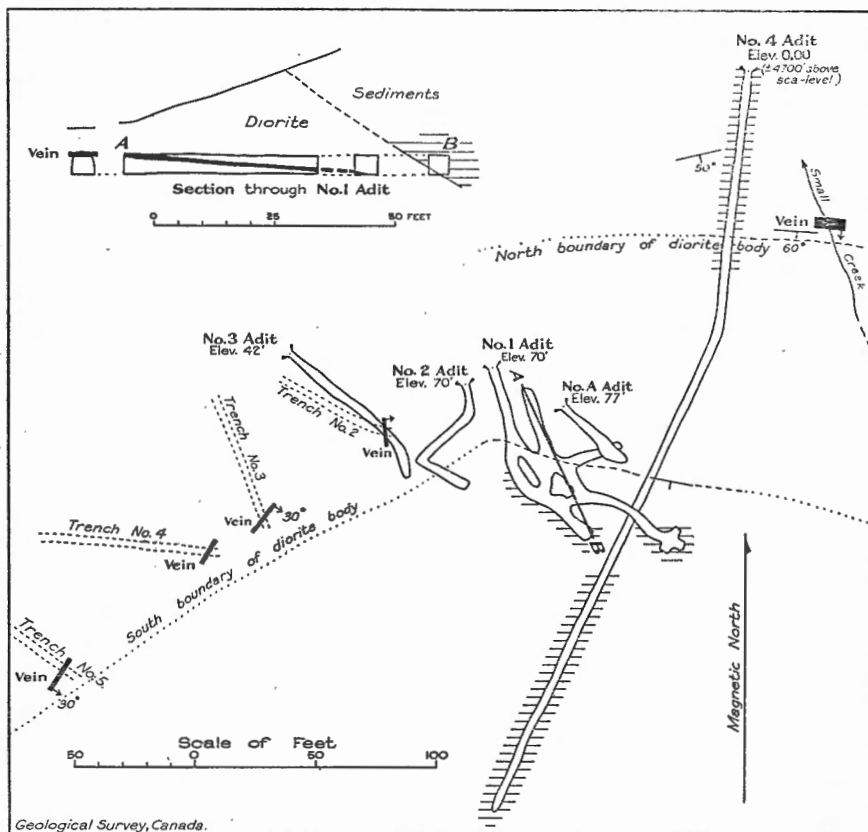 No. 4 Adit
Elev. 0.00
(±4700' above
sea-level)
Sediments
Diorite
Vein
A
B
Section through No.1 Adit
0 25 50 FEET
50°
Small
Creek
Vein
60°
North boundary of diorite body
No.3 Adit
Elev. 42'
No. 2 Adit
Elev. 70'
No.1 Adit
Elev. 70'
A
No. A Adit
Elev. 77'
Trench No. 2
Vein
Trench No. 3
Vein
30°
Trench No. 4
Vein
B
South boundary of diorite body
Trench No. 5.
Vein
30°
Magnetic North
Scale of Feet
50 0 50 100
Geological Survey, Canada.